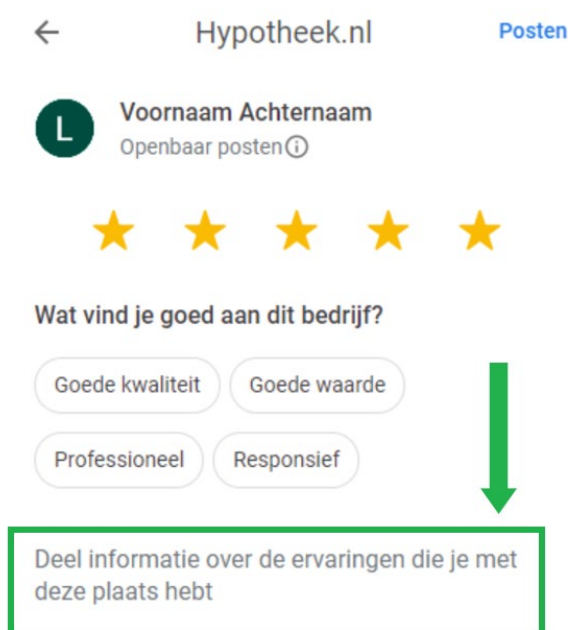 Hypotheek.nl Posten
L Voornaam Achternaam
Openbaar posten
Wat vind je goed aan dit bedrijf?
Goede kwaliteit Goede waarde
Professioneel Responsief
Deel informatie over de ervaringen die je met
deze plaats hebt